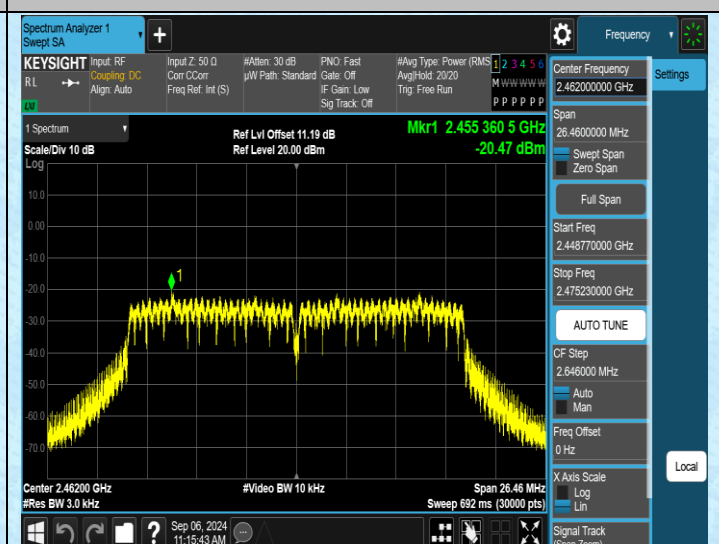 Spectrum Analyzer 1
Swept SA
Frequency
KEYSIGHT
RL
Input: RF
Coupling: DC
Align: Auto
Input Z: 50 Ω
Corr CCorr
Freq Ref: Int (S)
#Atten: 30 dB
µW Path: Standard
PNO: Fast
Gate: Off
IF Gain: Low
Sig Track: Off
#Avg Type: Power (RMS
Avg|Hold: 20/20
Trig: Free Run
1 2 3 4 5 6
M W W W W W
P P P P P P
LXI
1 Spectrum
Scale/Div 10 dB
Ref Lvl Offset 11.19 dB
Ref Level 20.00 dBm
Mkr1 2.455 360 5 GHz
-20.47 dBm
Log
10.0
0.00
-10.0
-20.0
-30.0
-40.0
-50.0
-60.0
-70.0
1
Center 2.46200 GHz
#Res BW 3.0 kHz
#Video BW 10 kHz
Span 26.46 MHz
Sweep 692 ms (30000 pts)
Sep 06, 2024
11:15:43 AM
?
Center Frequency
2.462000000 GHz
Span
26.4600000 MHz
Swept Span
Zero Span
Full Span
Start Freq
2.448770000 GHz
Stop Freq
2.475230000 GHz
AUTO TUNE
CF Step
2.646000 MHz
Auto
Man
Freq Offset
0 Hz
X Axis Scale
Log
Lin
Signal Track
(Span Zoom)
Settings
Local